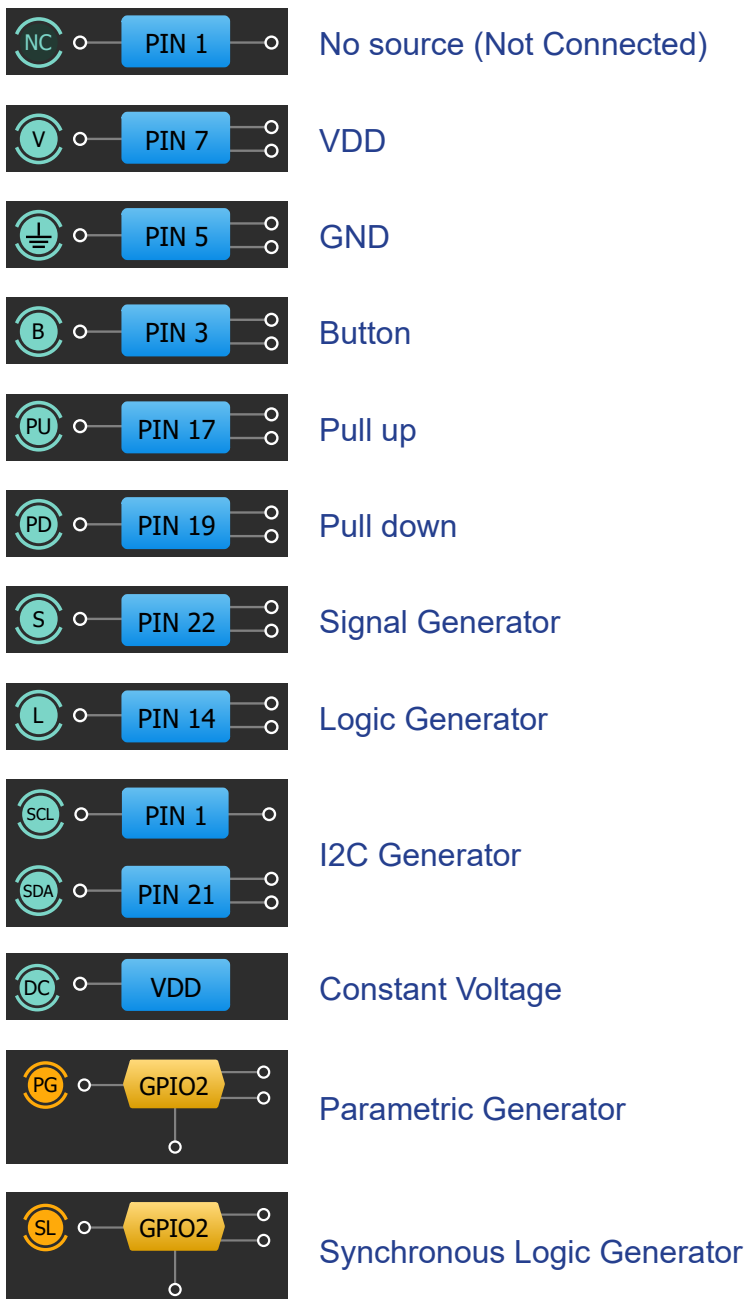 NC PIN 1 No source (Not Connected)
V PIN 7 VDD
PIN 5 GND
B PIN 3 Button
PU PIN 17 Pull up
PD PIN 19 Pull down
S PIN 22 Signal Generator
L PIN 14 Logic Generator
SCL PIN 1
I2C Generator
SDA PIN 21
DC VDD Constant Voltage
PG GPIO2 Parametric Generator
SL GPIO2 Synchronous Logic Generator